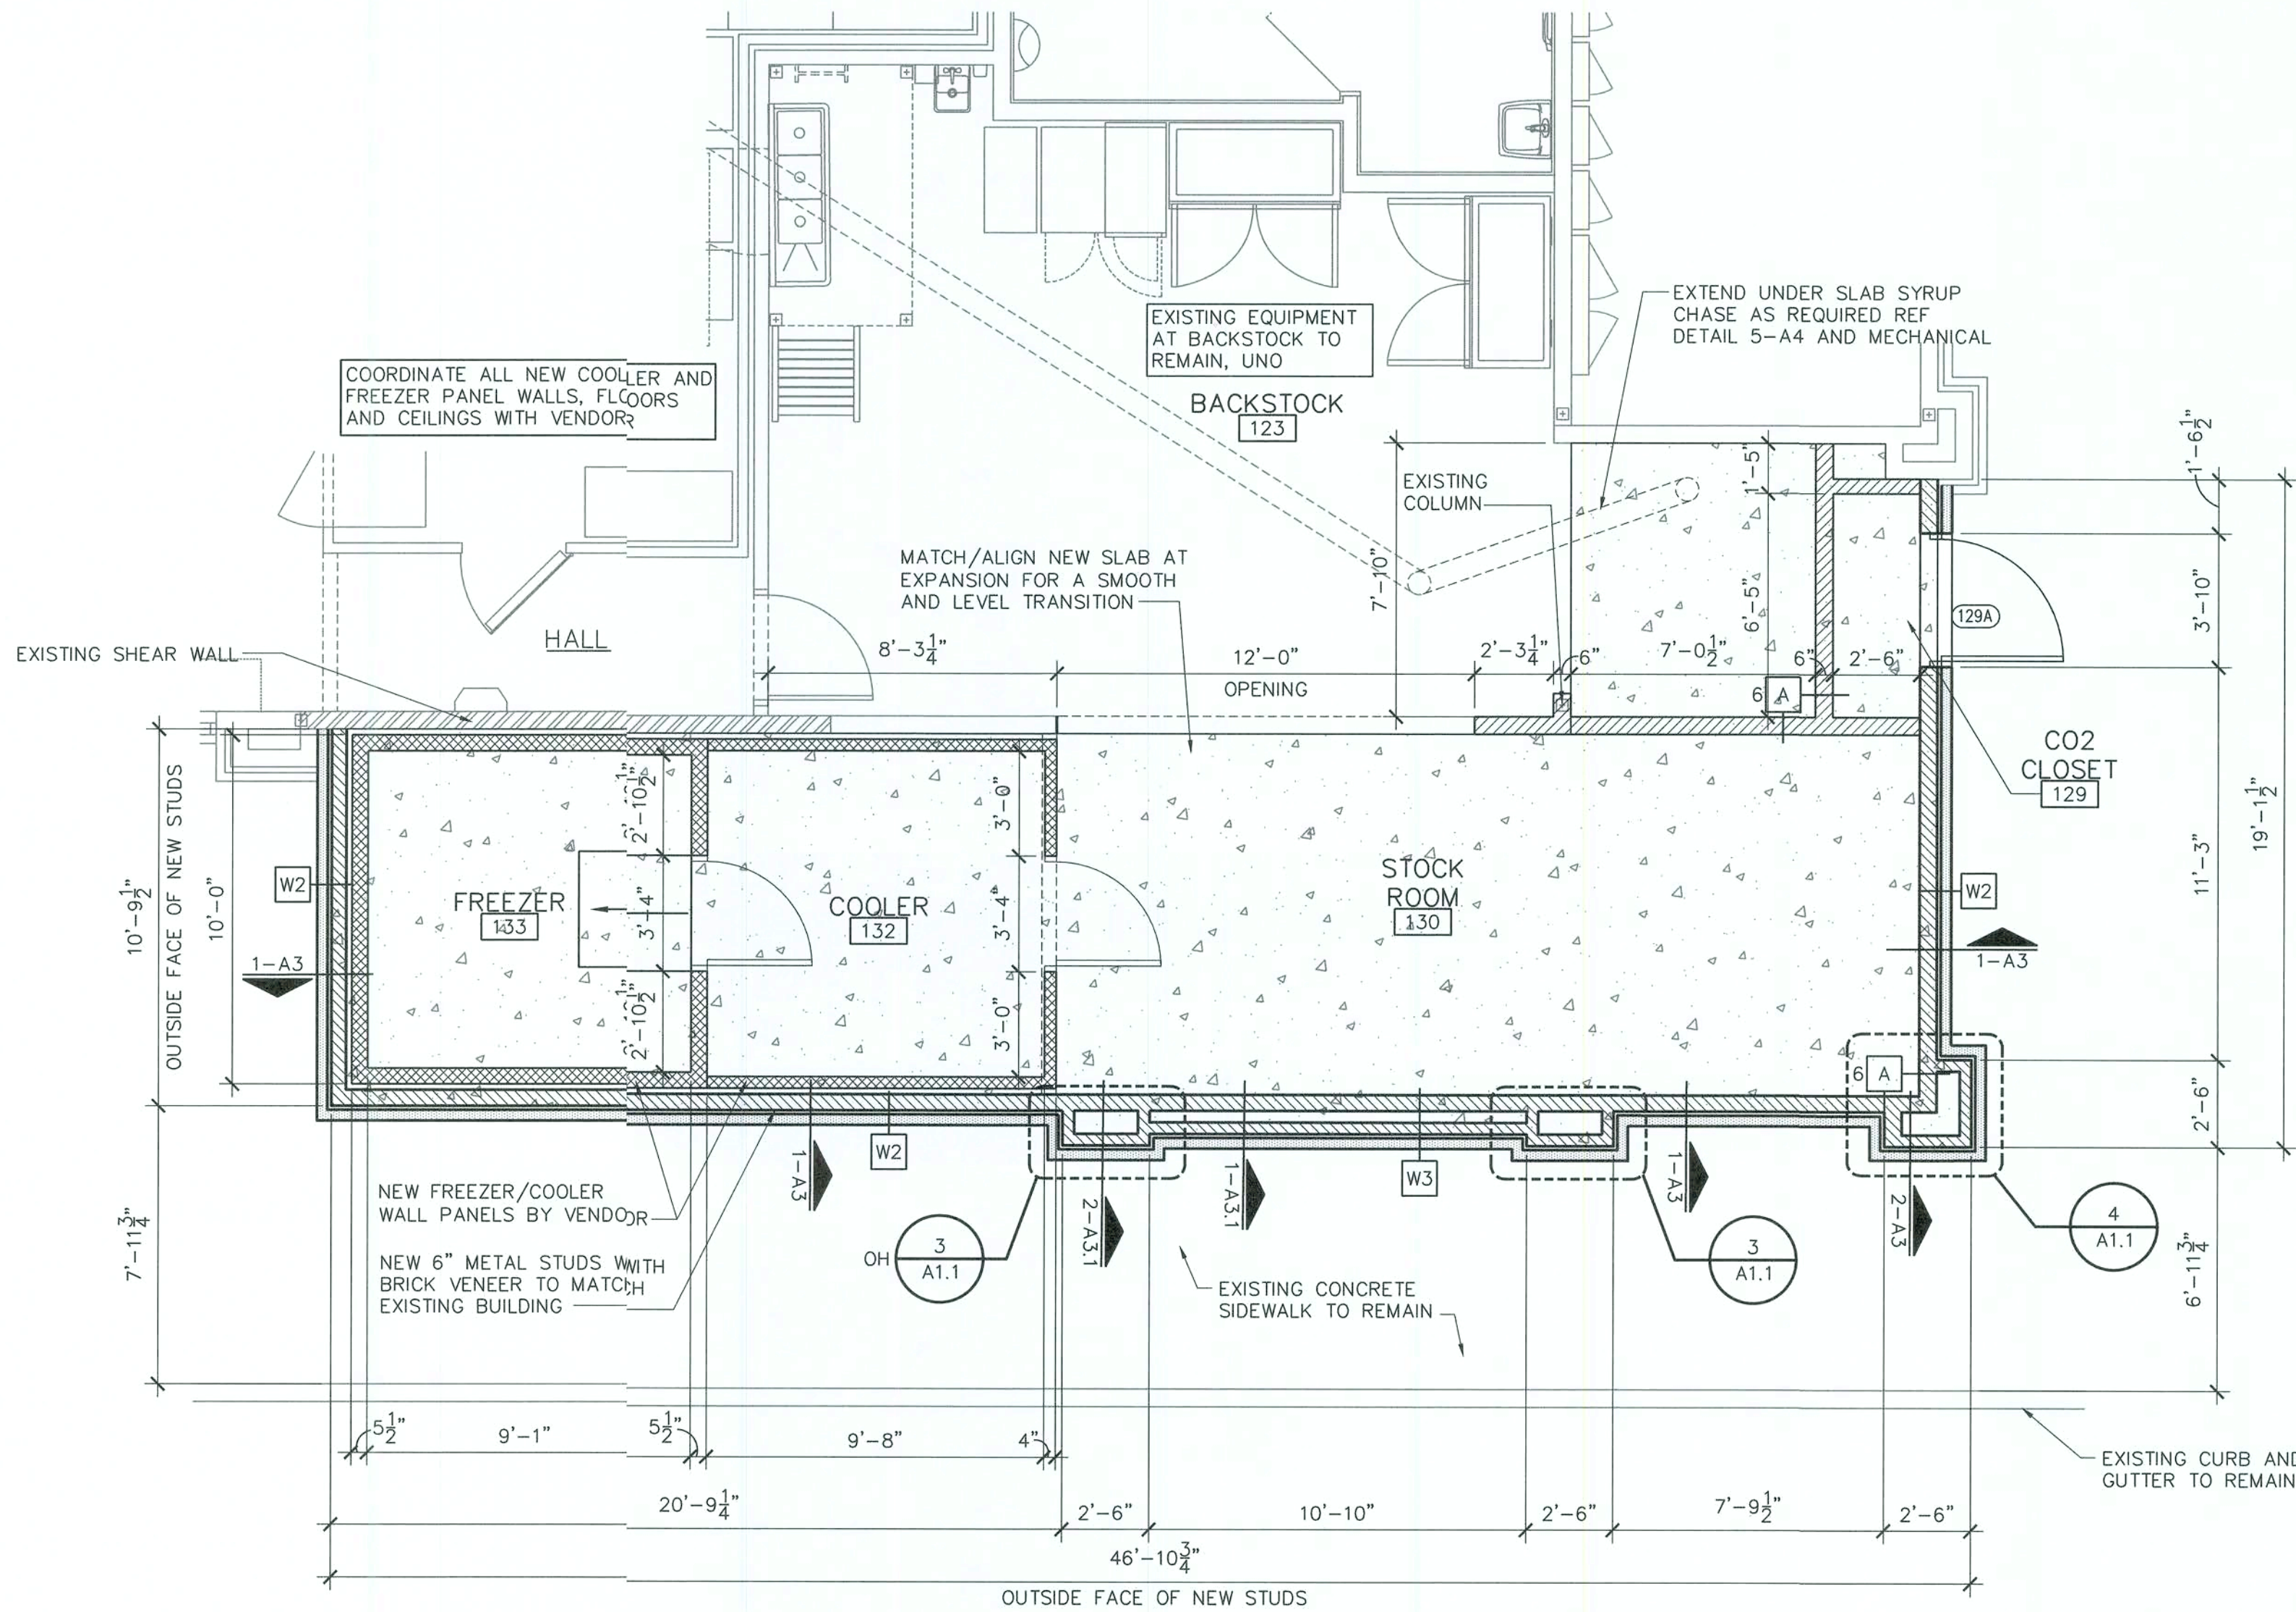 EXTEND UNDER SLAB SYRUP
CHASE AS REQUIRED REF
DETAIL 5-A4 AND MECHANICAL
EXISTING EQUIPMENT
AT BACKSTOCK TO
REMAIN, UNO
BACKSTOCK
123
COORDINATE ALL NEW COOLER AND
FREEZER PANEL WALLS, FLOORS
AND CEILINGS WITH VENDOR
EXISTING
COLUMN
1'-5"
1'-6½"
MATCH/ALIGN NEW SLAB AT
EXPANSION FOR A SMOOTH
AND LEVEL TRANSITION
7'-10"
6'-5"
3'-10"
129A
HALL
EXISTING SHEAR WALL
8'-3¼"
12'-0"
OPENING
2'-3¼"
6"
7'-0½"
6"
2'-6"
6
A
CO2
CLOSET
129
19'-1½"
OUTSIDE FACE OF NEW STUDS
10'-9½"
10'-0"
2'-10½"
3'-0"
W2
FREEZER
133
3'-4"
COOLER
132
3'-4"
STOCK
ROOM
130
W2
11'-3"
1-A3
1-A3
2'-10½"
3'-0"
6
A
2'-6"
W2
1-A3
2-A3.1
1-A3.1
W3
1-A3
2-A3
NEW FREEZER/COOLER
WALL PANELS BY VENDOR
7'-11¾"
NEW 6" METAL STUDS WITH
BRICK VENEER TO MATCH
EXISTING BUILDING
OH
3
A1.1
EXISTING CONCRETE
SIDEWALK TO REMAIN
3
A1.1
4
A1.1
6'-11¾"
5½"
9'-1"
5½"
9'-8"
4"
EXISTING CURB AND
GUTTER TO REMAIN
20'-9¼"
2'-6"
10'-10"
2'-6"
7'-9½"
2'-6"
46'-10¾"
OUTSIDE FACE OF NEW STUDS